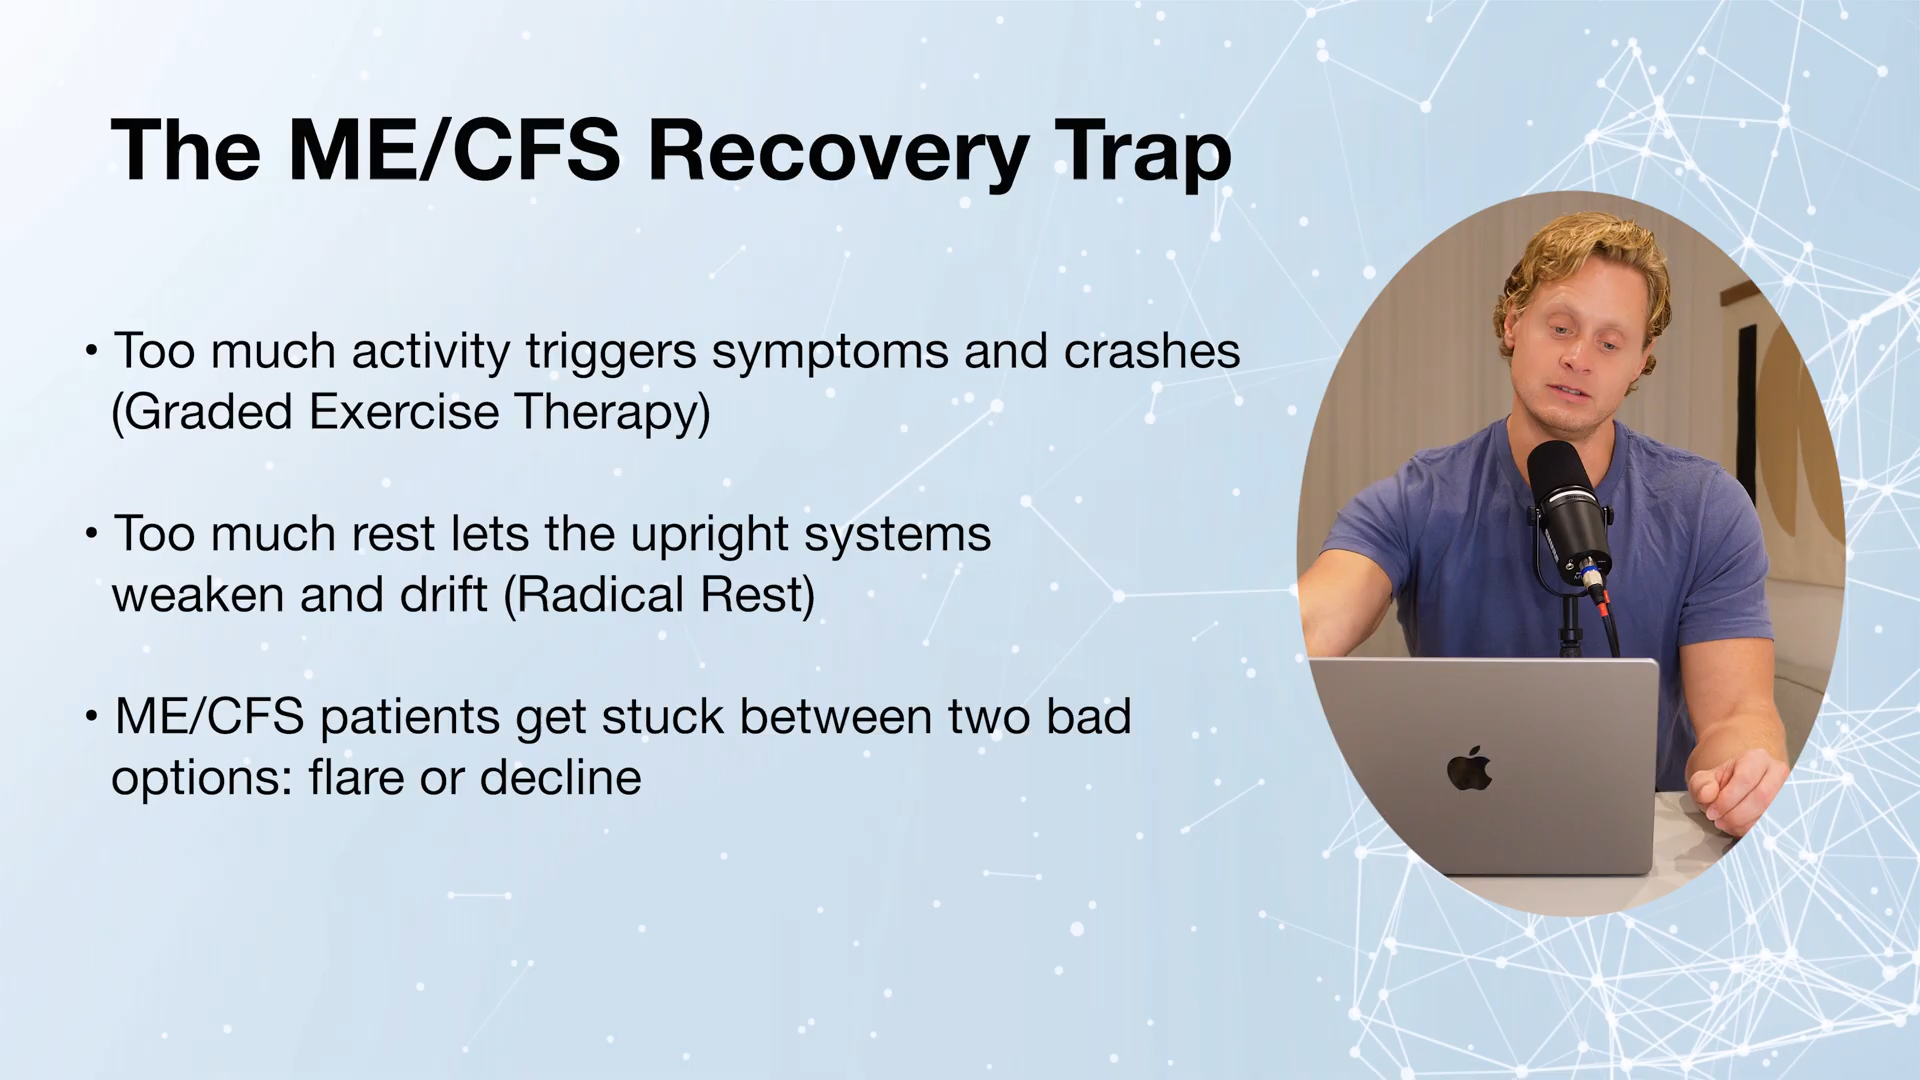 The ME/CFS Recovery Trap
• Too much activity triggers symptoms and crashes
(Graded Exercise Therapy)
• Too much rest lets the upright systems
weaken and drift (Radical Rest)
• ME/CFS patients get stuck between two bad
options: flare or decline